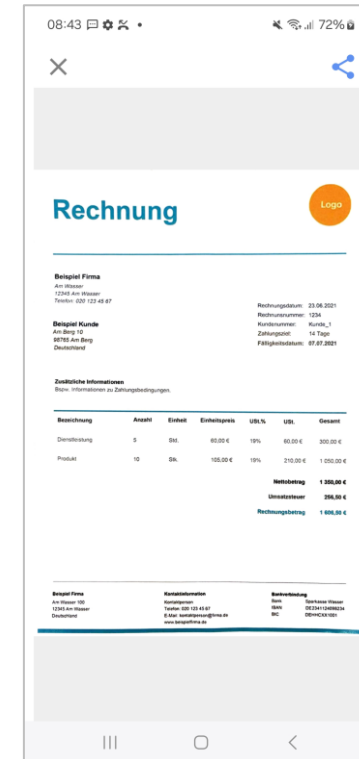 08:43 72%
Rechnung
Logo
Beispiel Firma
Am Wasser
12345 Am Wasser
Telefon: 020 123 45 67
Rechnungsdatum: 23.06.2021
Rechnunsnummer: 1234
Beispiel Kunde
Kundennummer: Kunde_1
Am Berg 10
Zahlungsziel: 14 Tage
98765 Am Berg
Fälligkeitsdatum: 07.07.2021
Deutschland
Zusätzliche Informationen
Bspw. Informationen zu Zahlungsbedingungen.
Bezeichnung Anzahl Einheit Einheitspreis USt.% USt. Gesamt
Dienstleistung 5 Std. 60,00 € 19% 60,00 € 300,00 €
Produkt 10 Stk. 105,00 € 19% 210,00 € 1 050,00 €
Nettobetrag 1 350,00 €
Umsatzsteuer 256,50 €
Rechnungsbetrag 1 606,50 €
Beispiel Firma Kontaktinformation Bankverbindung
Am Wasser 100 Kontaktperson Bank Sparkasse Wasser
12345 Am Wasser Telefon: 020 123 45 67 IBAN
Deutschland E-Mail: kontaktperson@firma.de BIC
www.beispielfirma.de